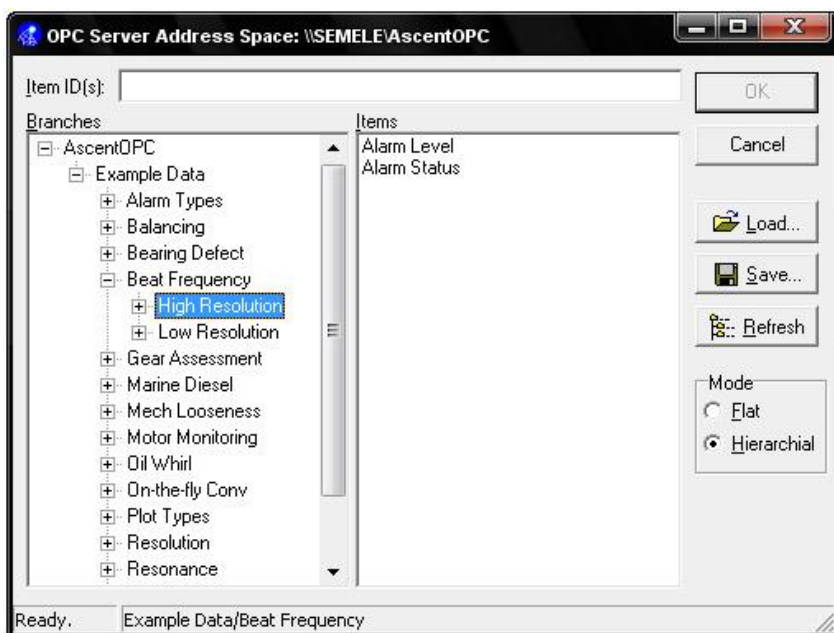 OPC Server Address Space: \\SEMELE\AscentOPC
Item ID(s):
OK
Branches
Items
AscentOPC
Example Data
Alarm Types
Balancing
Bearing Defect
Beat Frequency
High Resolution
Low Resolution
Gear Assessment
Marine Diesel
Mech Looseness
Motor Monitoring
Oil Whirl
On-the-fly Conv
Plot Types
Resolution
Resonance
Alarm Level
Alarm Status
Cancel
Load...
Save...
Refresh
Mode
Flat
Hierarchial
Ready.
Example Data/Beat Frequency